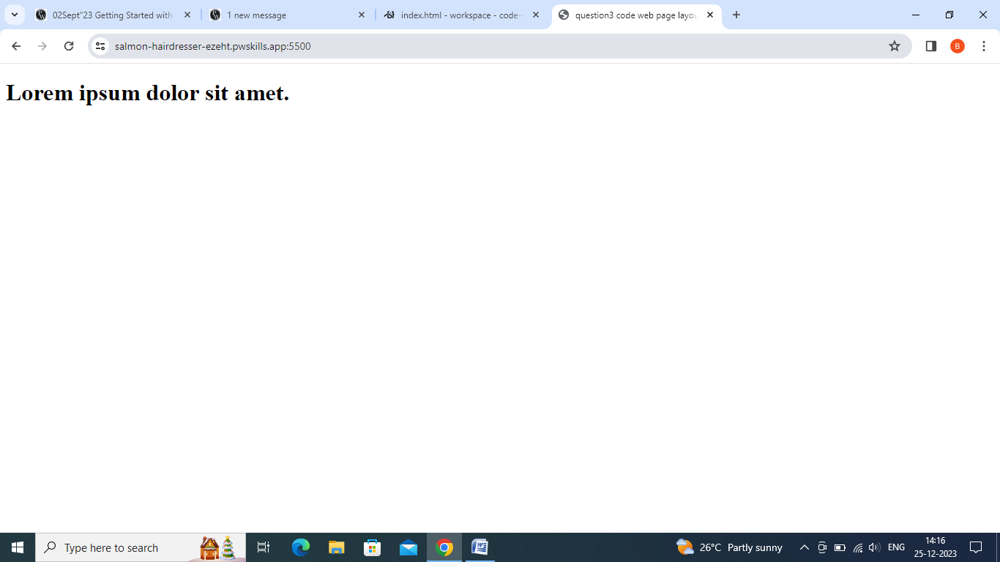 02Sept"23 Getting Started with
1 new message
index.html - workspace - code-s
question3 code web page layou
salmon-hairdresser-ezeht.pwskills.app:5500
B
Lorem ipsum dolor sit amet.
Type here to search
26°C Partly sunny
ENG
14:16
25-12-2023